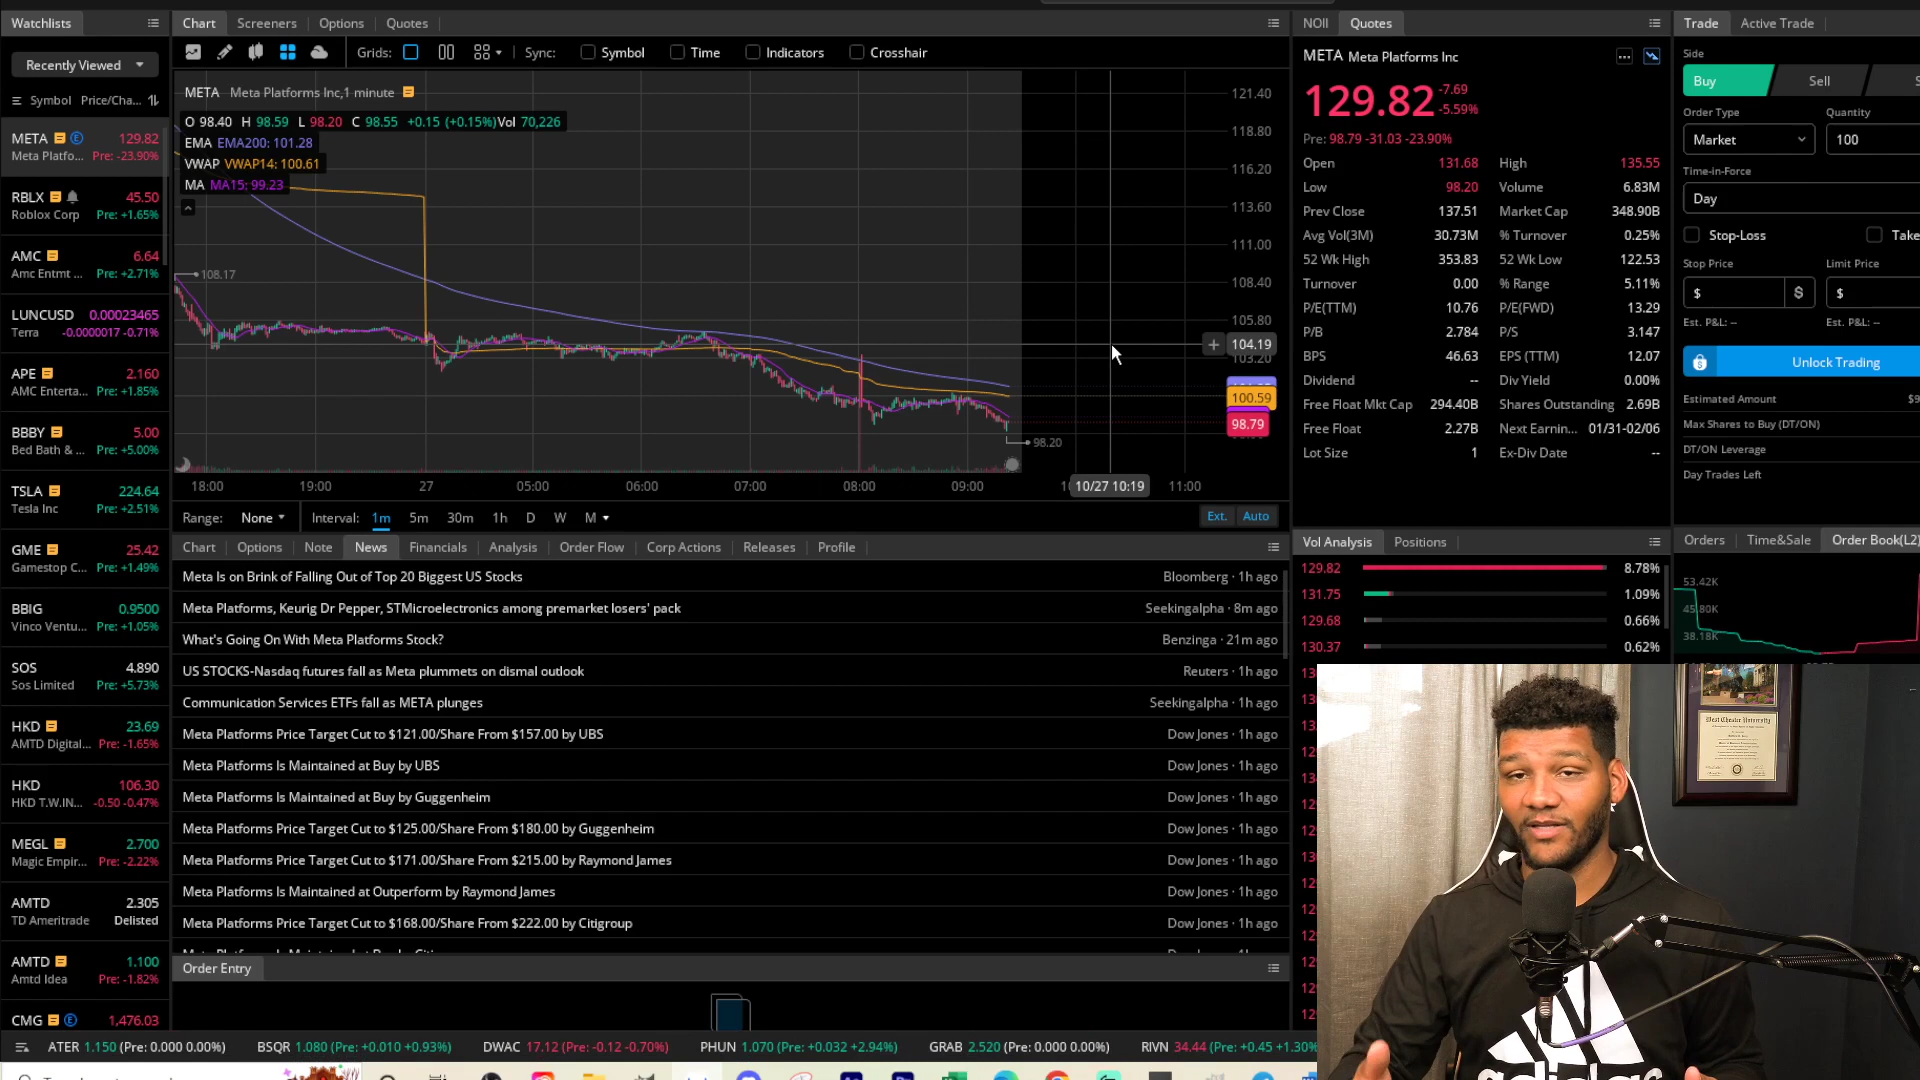 Watchlists
Chart Screeners Options Quotes
NOII Quotes
Trade Active Trade
Recently Viewed
Grids: Sync: Symbol Time Indicators Crosshair
Symbol Price/Cha...
META 129.82
Meta Platfo... Pre: -23.90%
RBLX 45.50
Roblox Corp Pre: +1.65%
AMC 6.64
Amc Entmt ... Pre: +2.71%
LUNCUSD 0.00023465
Terra -0.0000017 -0.71%
APE 2.160
AMC Enterta... Pre: +1.85%
BBBY 5.00
Bed Bath & ... Pre: +5.00%
TSLA 224.64
Tesla Inc Pre: +2.51%
GME 25.42
Gamestop C... Pre: +1.49%
BBIG 0.9500
Vinco Ventu... Pre: +1.05%
SOS 4.890
Sos Limited Pre: +5.73%
HKD 23.69
AMTD Digital... Pre: -1.65%
HKD 106.30
HKD T.W.IN... -0.50 -0.47%
MEGL 2.700
Magic Empir... Pre: -2.22%
AMTD 2.305
TD Ameritrade Delisted
AMTD 1.100
Amtd Idea Pre: -1.82%
CMG 1,476.03
META Meta Platforms Inc,1 minute
O 98.40 H 98.59 L 98.20 C 98.55 +0.15 (+0.15%)Vol 70,226
EMA EMA200: 101.28
VWAP VWAP14: 100.61
MA MA15: 99.23
108.17
98.20
121.40
118.80
116.20
113.60
111.00
108.40
105.80
104.19
103.20
100.59
98.79
18:00 19:00 27 05:00 06:00 07:00 08:00 09:00 10/27 10:19 11:00
Range: None Interval: 1m 5m 30m 1h D W M Ext. Auto
Chart Options Note News Financials Analysis Order Flow Corp Actions Releases Profile
Meta Is on Brink of Falling Out of Top 20 Biggest US Stocks Bloomberg · 1h ago
Meta Platforms, Keurig Dr Pepper, STMicroelectronics among premarket losers' pack Seekingalpha · 8m ago
What's Going On With Meta Platforms Stock? Benzinga · 21m ago
US STOCKS-Nasdaq futures fall as Meta plummets on dismal outlook Reuters · 1h ago
Communication Services ETFs fall as META plunges Seekingalpha · 1h ago
Meta Platforms Price Target Cut to $121.00/Share From $157.00 by UBS Dow Jones · 1h ago
Meta Platforms Is Maintained at Buy by UBS Dow Jones · 1h ago
Meta Platforms Is Maintained at Buy by Guggenheim Dow Jones · 1h ago
Meta Platforms Price Target Cut to $125.00/Share From $180.00 by Guggenheim Dow Jones · 1h ago
Meta Platforms Price Target Cut to $171.00/Share From $215.00 by Raymond James Dow Jones · 1h ago
Meta Platforms Is Maintained at Outperform by Raymond James Dow Jones · 1h ago
Meta Platforms Price Target Cut to $168.00/Share From $222.00 by Citigroup Dow Jones · 1h ago
Order Entry
META Meta Platforms Inc
129.82 -7.69
-5.59%
Pre: 98.79 -31.03 -23.90%
Open 131.68 High 135.55
Low 98.20 Volume 6.83M
Prev Close 137.51 Market Cap 348.90B
Avg Vol(3M) 30.73M % Turnover 0.25%
52 Wk High 353.83 52 Wk Low 122.53
Turnover 0.00 % Range 5.11%
P/E(TTM) 10.76 P/E(FWD) 13.29
P/B 2.784 P/S 3.147
BPS 46.63 EPS (TTM) 12.07
Dividend -- Div Yield 0.00%
Free Float Mkt Cap 294.40B Shares Outstanding 2.69B
Free Float 2.27B Next Earnin... 01/31-02/06
Lot Size 1 Ex-Div Date --
Vol Analysis Positions
129.82 8.78%
131.75 1.09%
129.68 0.66%
130.37 0.62%
Side
Buy Sell
Order Type Quantity
Market 100
Time-in-Force
Day
Stop-Loss Take
Stop Price Limit Price
$ $ $
Est. P&L: -- Est. P&L: --
Unlock Trading
Estimated Amount
Max Shares to Buy (DT/ON)
DT/ON Leverage
Day Trades Left
Orders Time&Sale Order Book(L2)
53.42K
45.80K
38.18K
West Chester University
adidas
ATER 1.150 (Pre: 0.000 0.00%) BSQR 1.080 (Pre: +0.010 +0.93%) DWAC 17.12 (Pre: -0.12 -0.70%) PHUN 1.070 (Pre: +0.032 +2.94%) GRAB 2.520 (Pre: 0.000 0.00%) RIVN 34.44 (Pre: +0.45 +1.30%